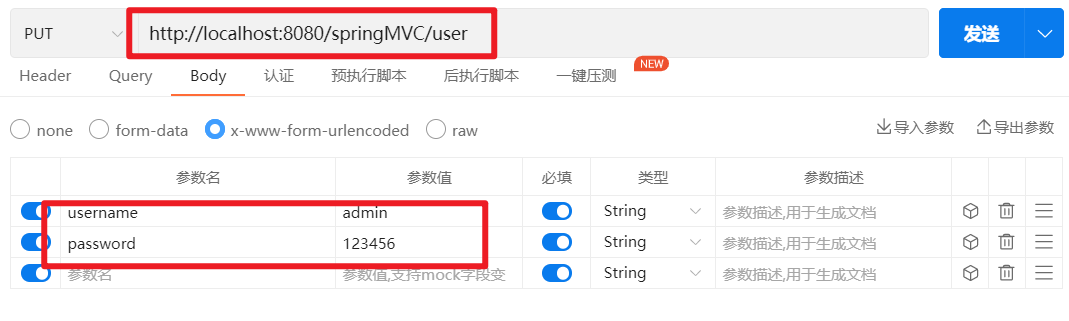 PUT http://localhost:8080/springMVC/user 发送
Header Query Body 认证 预执行脚本 后执行脚本 一键压测 NEW
none form-data x-www-form-urlencoded raw 导入参数 导出参数
参数名 参数值 必填 类型 参数描述
username admin String 参数描述,用于生成文档
password 123456 String 参数描述,用于生成文档
参数名 参数值,支持mock字段变 String 参数描述,用于生成文档